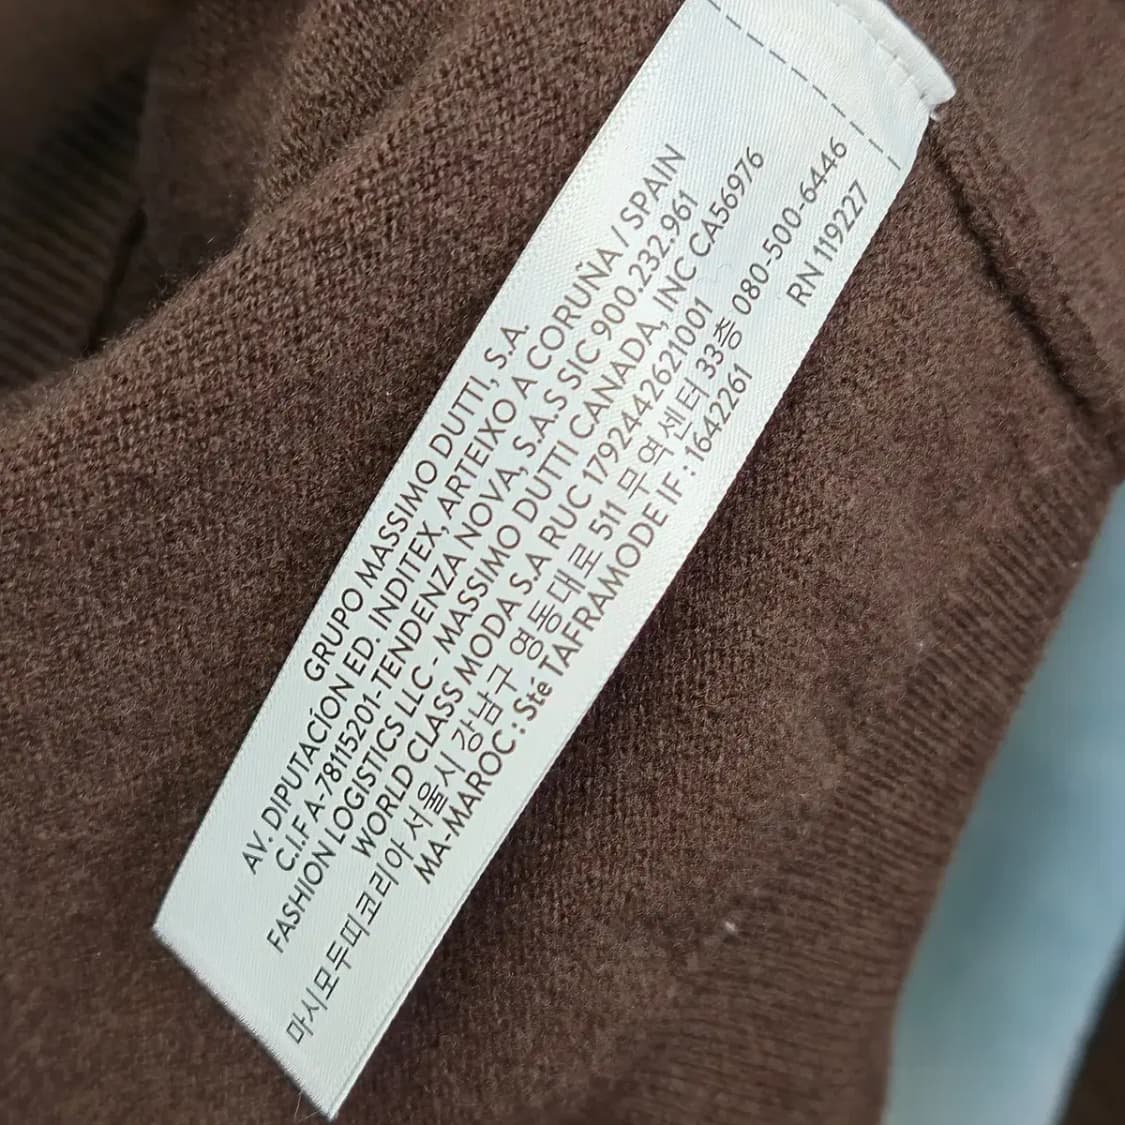 GRUPO MASSIMO DUTTI, S.A.
AV. DIPUTACÍON ED. INDITEX, ARTEIXO A CORUÑA / SPAIN
C.I.F A-78115201-TENDENZA NOVA, S.A.S SIC 900.232.961
FASHION LOGISTICS LLC - MASSIMO DUTTI CANADA, INC CA56976
WORLD CLASS MODA S.A RUC 1792442621001
마시모두띠코리아 서울시 강남구 영동대로 511 무역센터 33층 080-500-6446
MA-MAROC : Sté TAFRAMODE IF : 1642261
RN 119227